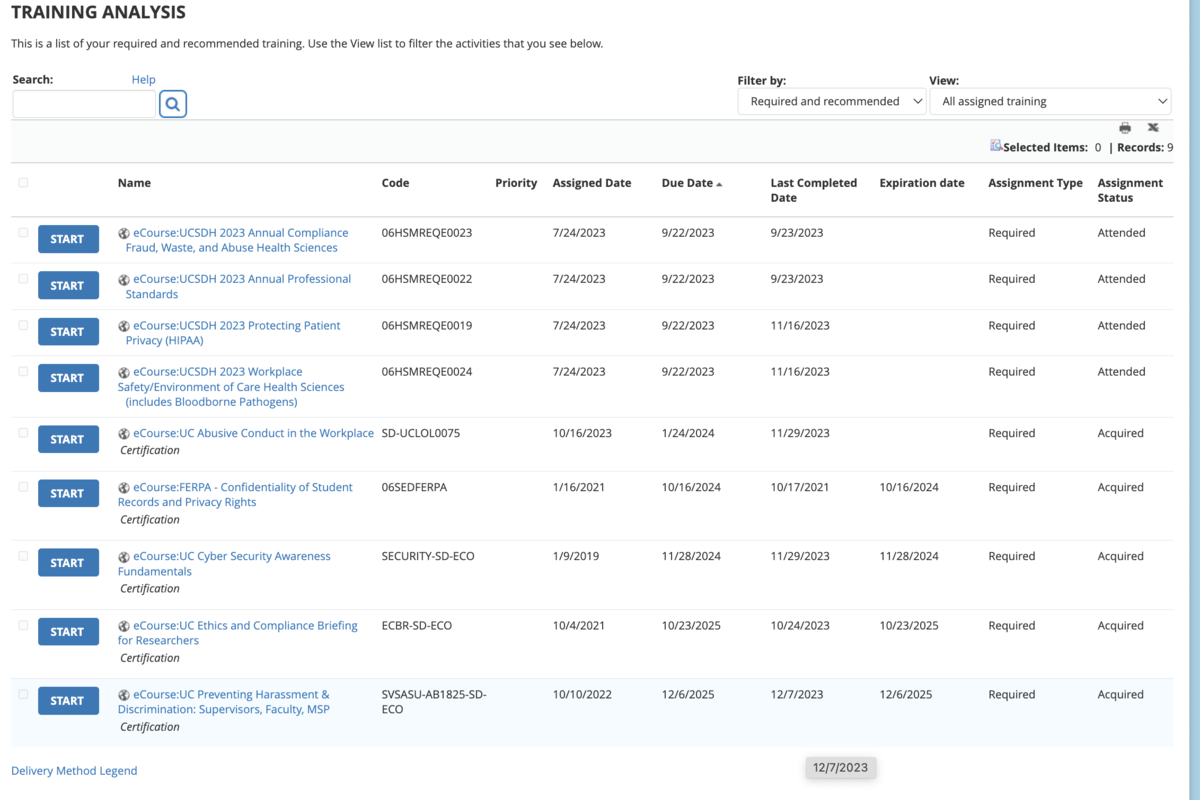 TRAINING ANALYSIS
This is a list of your required and recommended training. Use the View list to filter the activities that you see below.
Search: Help
Filter by: View:
Required and recommended All assigned training
Selected Items: 0 | Records: 9
Name Code Priority Assigned Date Due Date Last Completed Expiration date Assignment Type Assignment
Date Status
START eCourse:UCSDH 2023 Annual Compliance 06HSMREQE0023 7/24/2023 9/22/2023 9/23/2023 Required Attended
Fraud, Waste, and Abuse Health Sciences
START eCourse:UCSDH 2023 Annual Professional 06HSMREQE0022 7/24/2023 9/22/2023 9/23/2023 Required Attended
Standards
START eCourse:UCSDH 2023 Protecting Patient 06HSMREQE0019 7/24/2023 9/22/2023 11/16/2023 Required Attended
Privacy (HIPAA)
START eCourse:UCSDH 2023 Workplace 06HSMREQE0024 7/24/2023 9/22/2023 11/16/2023 Required Attended
Safety/Environment of Care Health Sciences
(includes Bloodborne Pathogens)
START eCourse:UC Abusive Conduct in the Workplace SD-UCLOL0075 10/16/2023 1/24/2024 11/29/2023 Required Acquired
Certification
START eCourse:FERPA - Confidentiality of Student 06SEDFERPA 1/16/2021 10/16/2024 10/17/2021 10/16/2024 Required Acquired
Records and Privacy Rights
Certification
START eCourse:UC Cyber Security Awareness SECURITY-SD-ECO 1/9/2019 11/28/2024 11/29/2023 11/28/2024 Required Acquired
Fundamentals
Certification
START eCourse:UC Ethics and Compliance Briefing ECBR-SD-ECO 10/4/2021 10/23/2025 10/24/2023 10/23/2025 Required Acquired
for Researchers
Certification
START eCourse:UC Preventing Harassment & SVSASU-AB1825-SD- 10/10/2022 12/6/2025 12/7/2023 12/6/2025 Required Acquired
Discrimination: Supervisors, Faculty, MSP ECO
Certification
12/7/2023
Delivery Method Legend